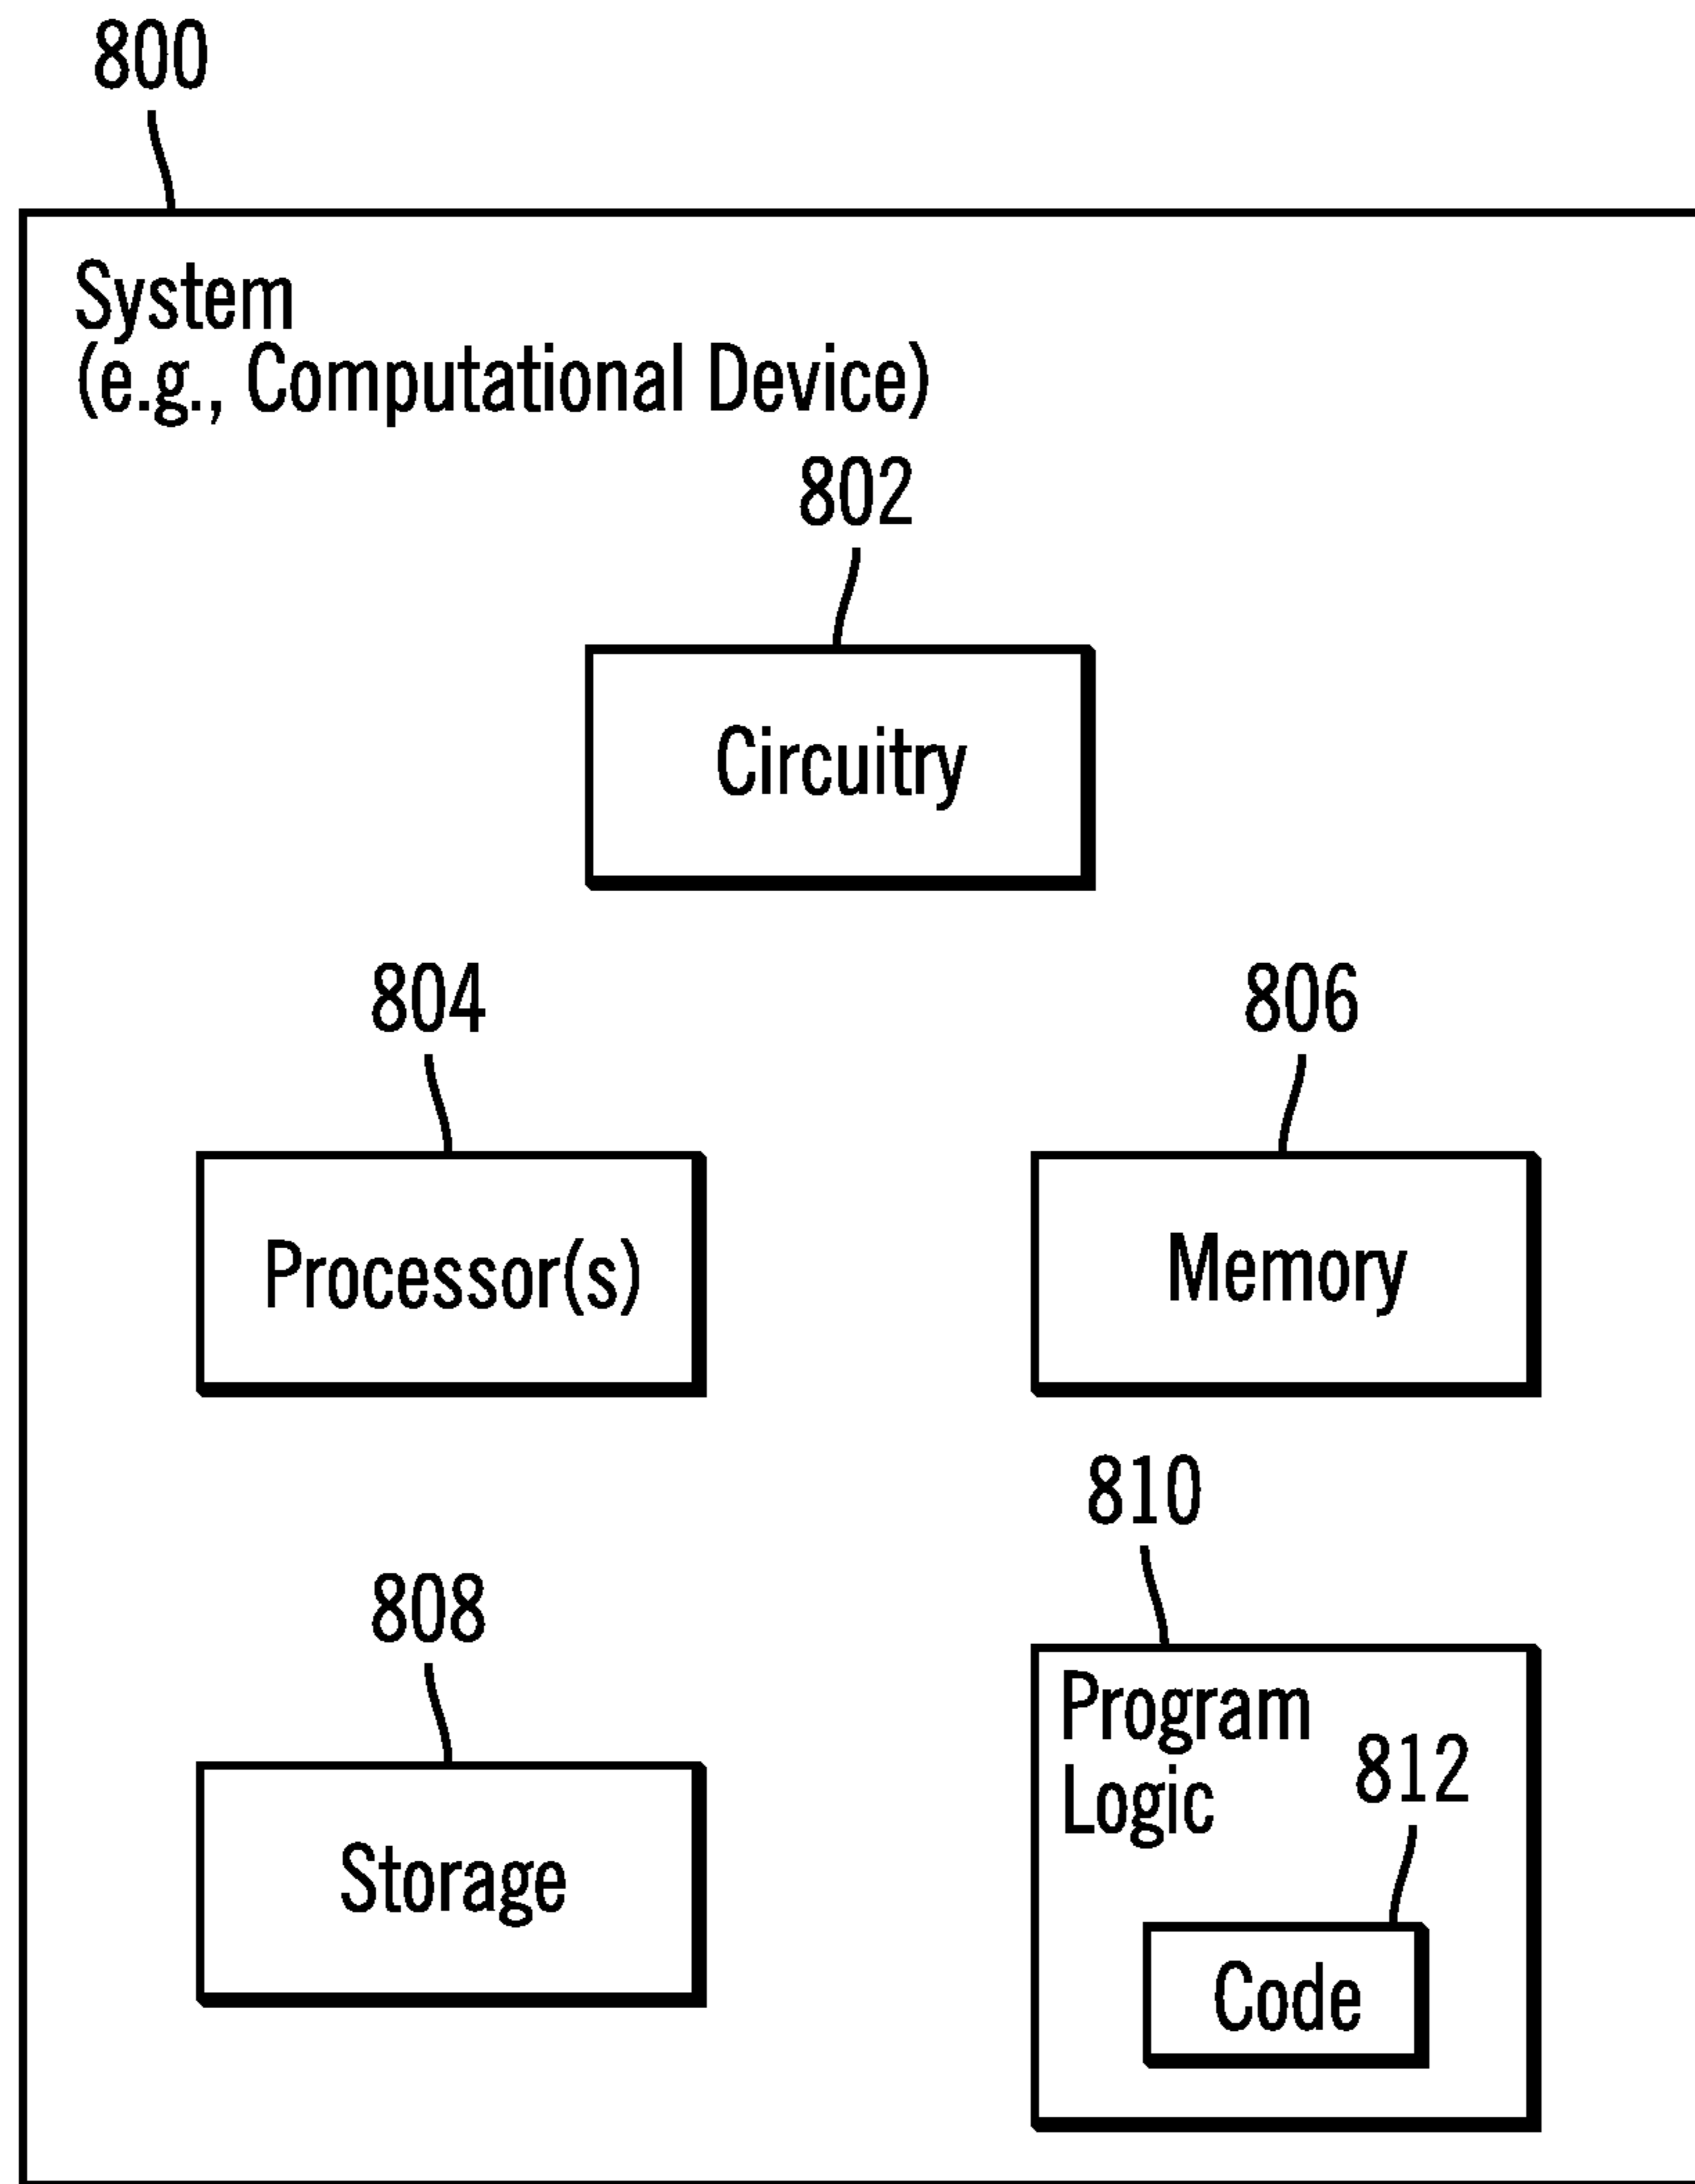 800
System
(e.g., Computational Device)
802
Circuitry
804
806
Processor(s)
Memory
810
808
Program
Logic
812
Storage
Code